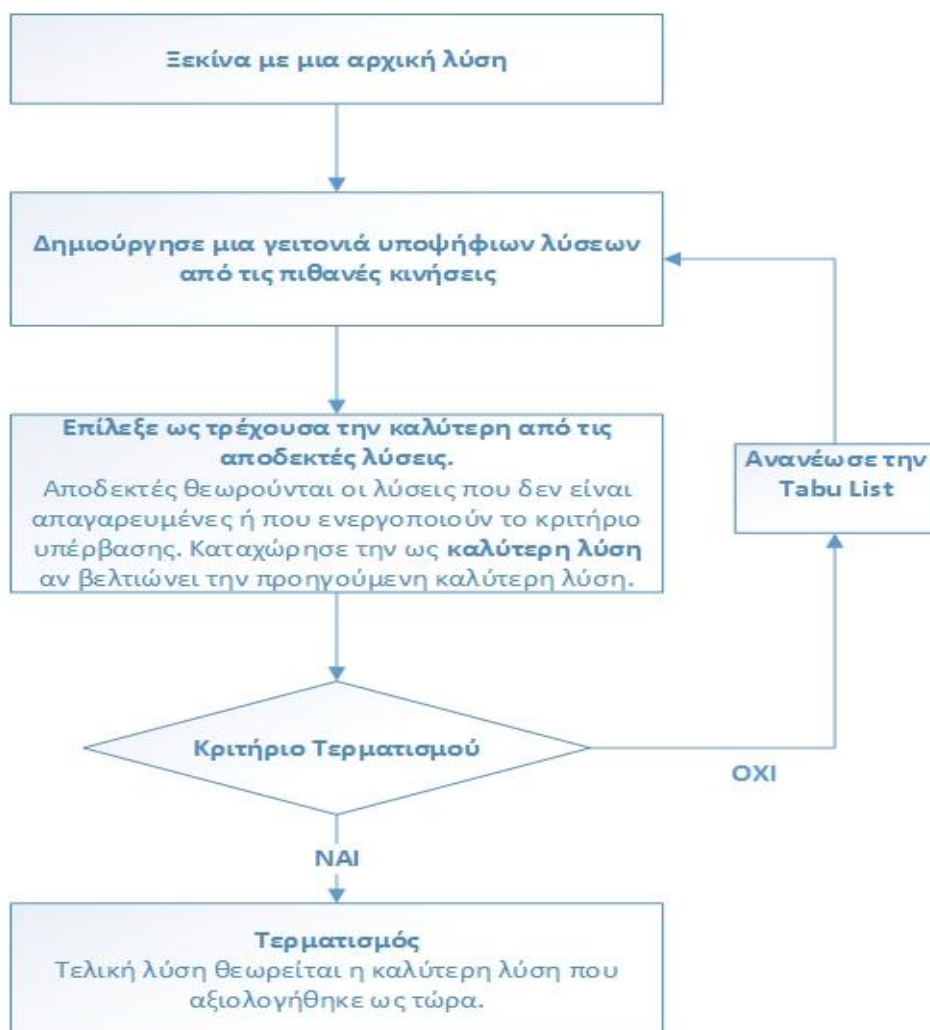 Ξεκίνα με μια αρχική λύση
Δημιούργησε μια γειτονιά υποψήφιων λύσεων
από τις πιθανές κινήσεις
Επίλεξε ως τρέχουσα την καλύτερη από τις
αποδεκτές λύσεις.
Αποδεκτές θεωρούνται οι λύσεις που δεν είναι
απαγαρευμένες ή που ενεργοποιούν το κριτήριο
υπέρβασης. Καταχώρησε την ως καλύτερη λύση
αν βελτιώνει την προηγούμενη καλύτερη λύση.
Ανανέωσε την
Tabu List
Κριτήριο Τερματισμού
ΟΧΙ
ΝΑΙ
Τερματισμός
Τελική λύση θεωρείται η καλύτερη λύση που
αξιολογήθηκε ως τώρα.